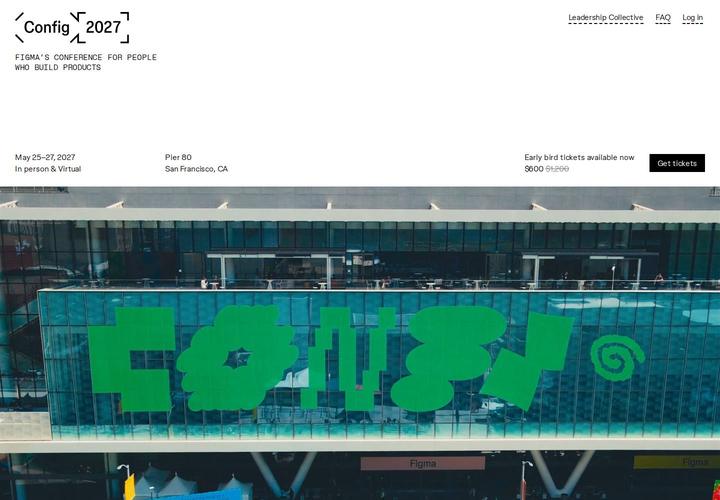 Config 2027
Leadership Collective FAQ Log in
FIGMA'S CONFERENCE FOR PEOPLE
WHO BUILD PRODUCTS
May 25–27, 2027
In person & Virtual
Pier 80
San Francisco, CA
Early bird tickets available now
$600 $1,200
Get tickets
CONFIG
Figma
Figma